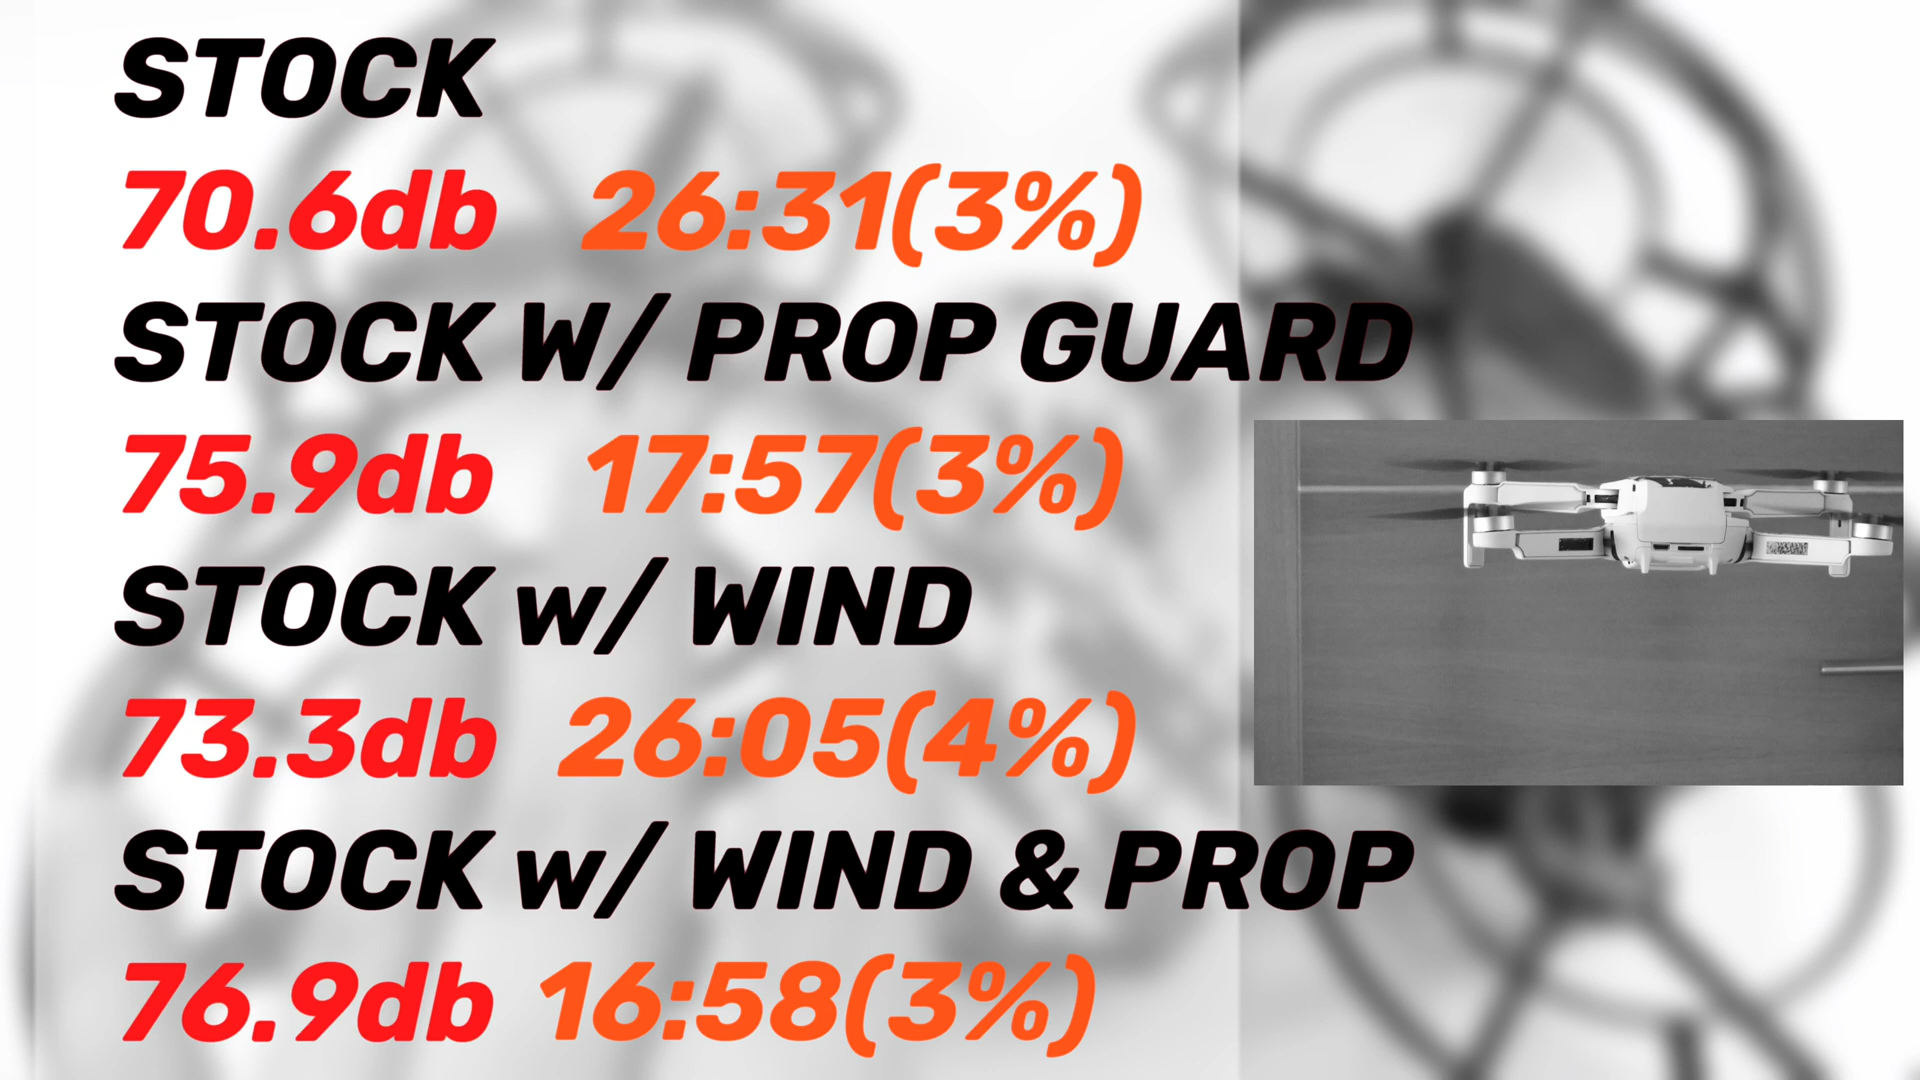 STOCK
70.6db 26:31(3%)
STOCK W/ PROP GUARD
75.9db 17:57(3%)
STOCK w/ WIND
73.3db 26:05(4%)
STOCK w/ WIND & PROP
76.9db 16:58(3%)